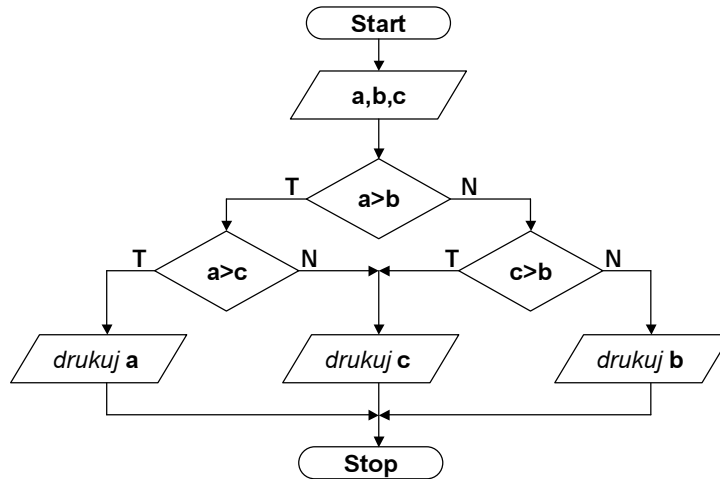 Start
a,b,c
T
a>b
N
T
a>c
N
T
c>b
N
drukuj a
drukuj c
drukuj b
Stop